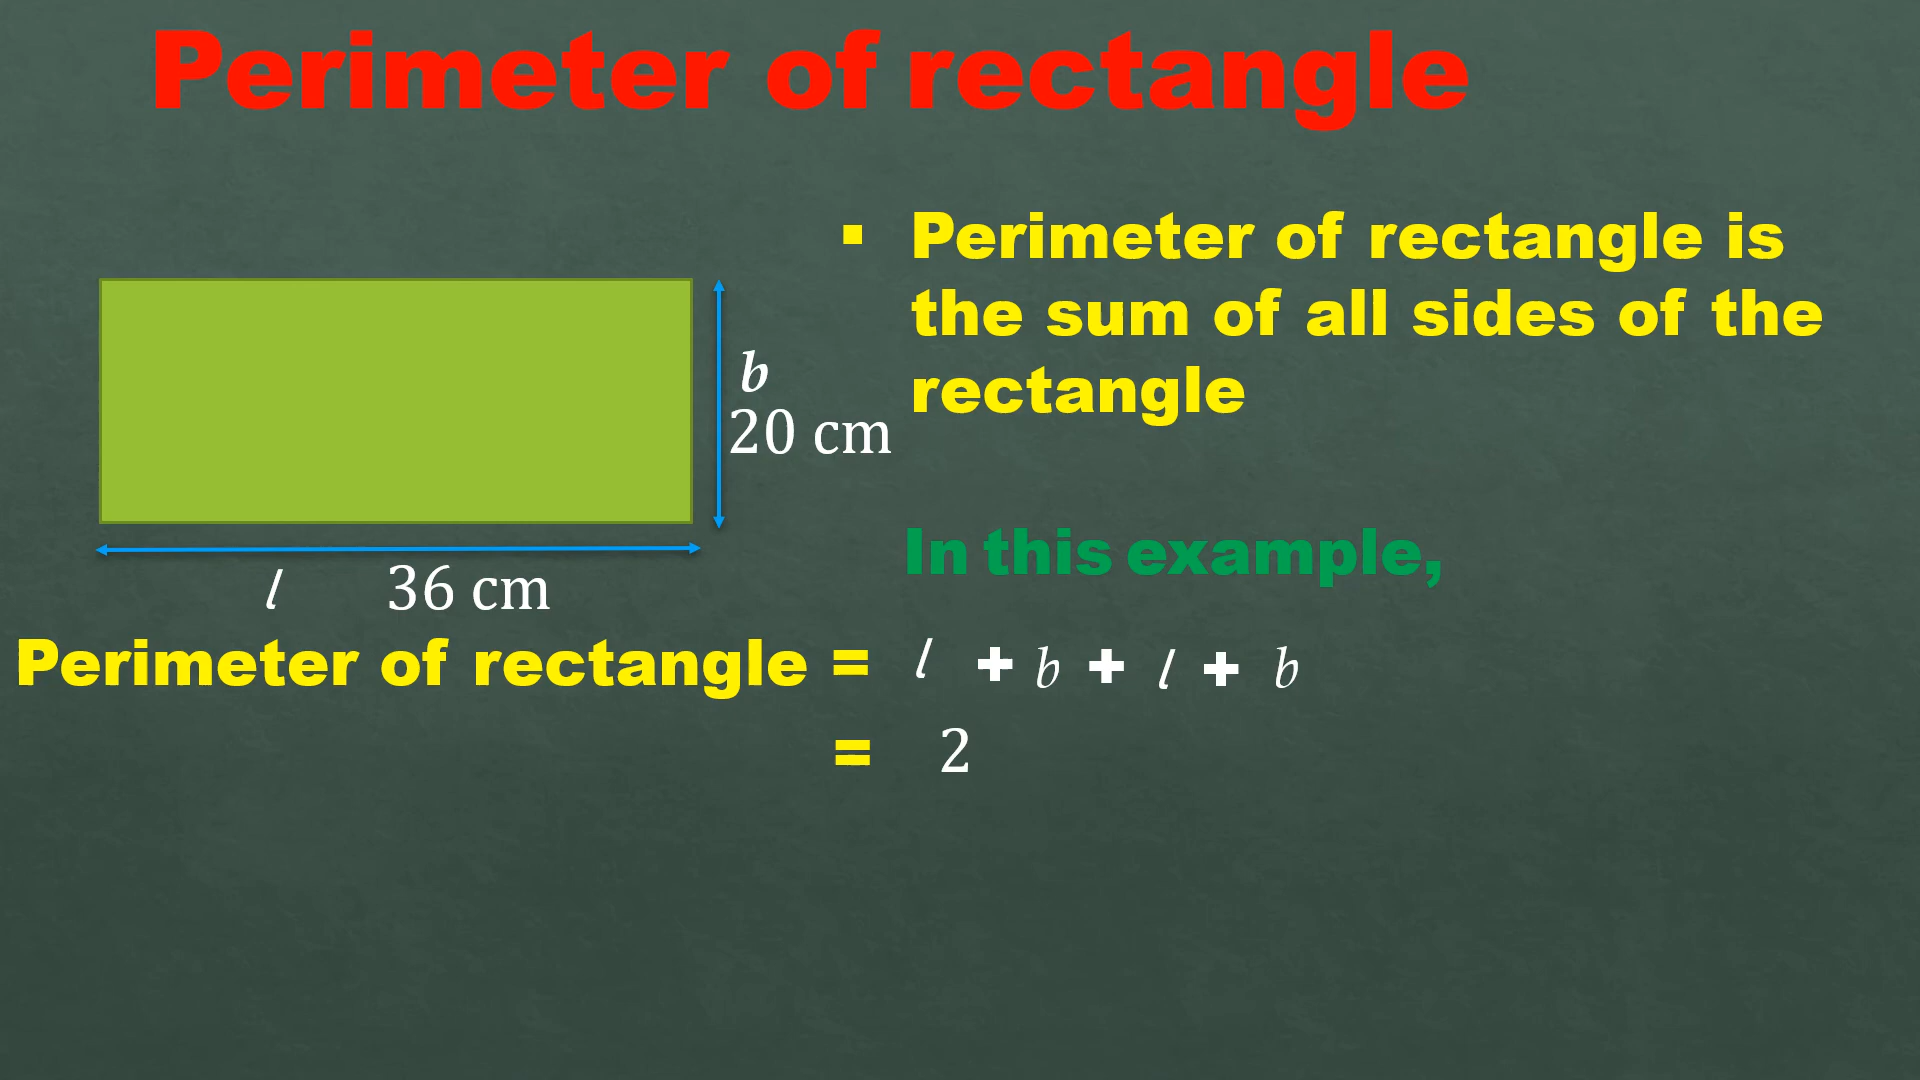 Perimeter of rectangle
▪ Perimeter of rectangle is
the sum of all sides of the
rectangle
b
20 cm
l 36 cm
In this example,
Perimeter of rectangle = l + b + l + b
= 2